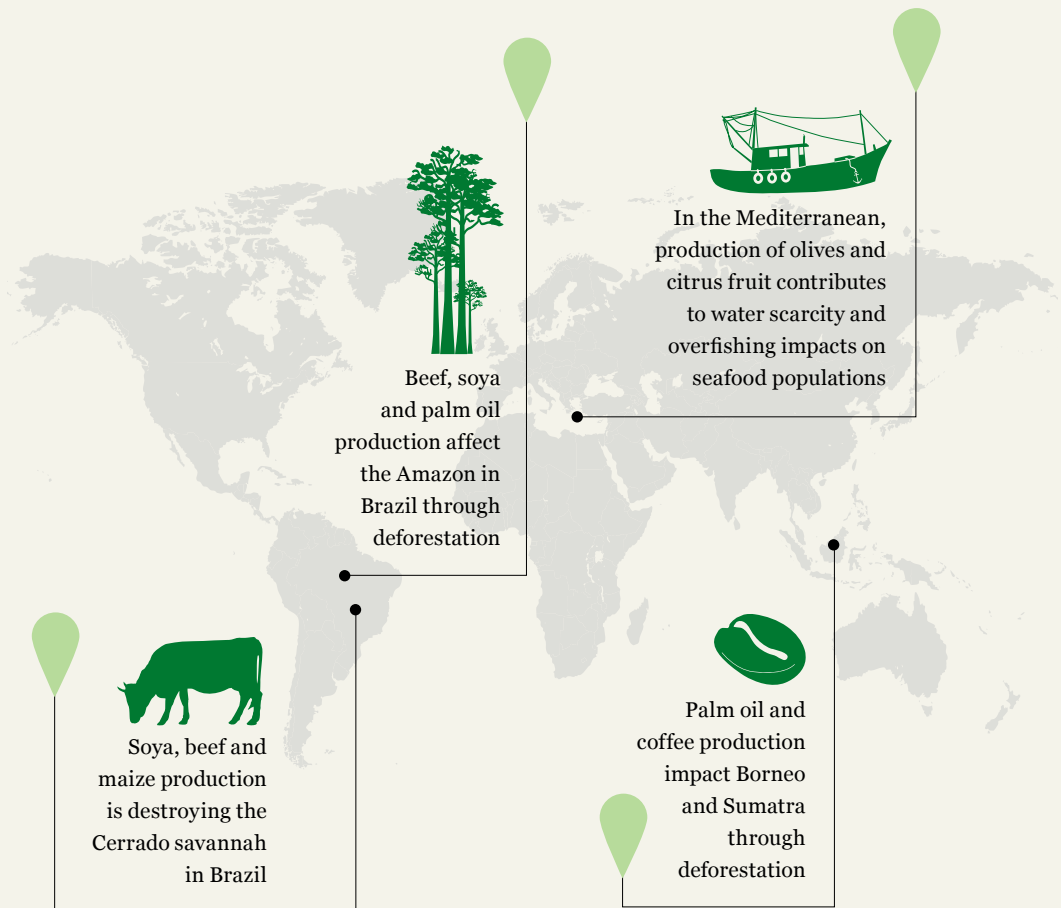 In the Mediterranean,
production of olives and
citrus fruit contributes
to water scarcity and
overfishing impacts on
seafood populations
Beef, soya
and palm oil
production affect
the Amazon in
Brazil through
deforestation
Soya, beef and
maize production
is destroying the
Cerrado savannah
in Brazil
Palm oil and
coffee production
impact Borneo
and Sumatra
through
deforestation